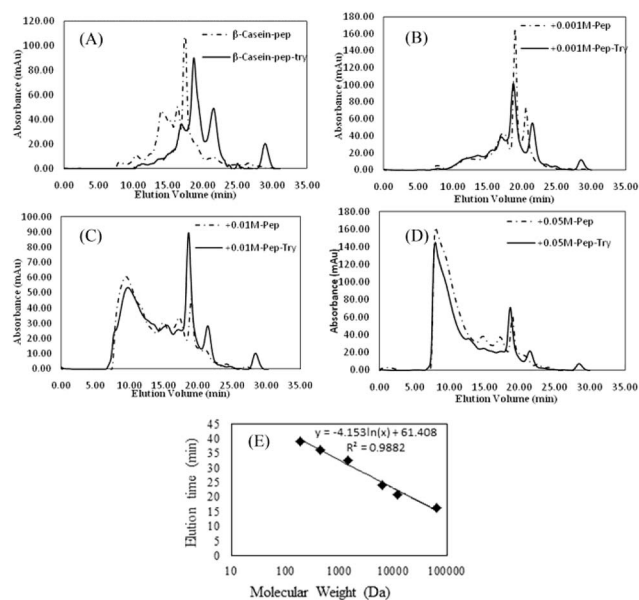 (A)
β-Casein-pep
β-Casein-pep-try
Absorbance (mAu)
120.00
100.00
80.00
60.00
40.00
20.00
0.00
0.00 5.00 10.00 15.00 20.00 25.00 30.00 35.00
Elution Volume (min)
(B)
+0.001M-Pep
+0.001M-Pep-Try
Absorbance (mAu)
180.00
160.00
140.00
120.00
100.00
80.00
60.00
40.00
20.00
0.00
0.00 5.00 10.00 15.00 20.00 25.00 30.00 35.00
Elution Volume (min)
(C)
+0.01M-Pep
+0.01M-Pep-Try
Absorbance (mAu)
100.00
90.00
80.00
70.00
60.00
50.00
40.00
30.00
20.00
10.00
0.00
0.00 5.00 10.00 15.00 20.00 25.00 30.00 35.00
Elution Volume (min)
(D)
+0.05M-Pep
+0.05M-Pep-Try
Absorbance (mAu)
180.00
160.00
140.00
120.00
100.00
80.00
60.00
40.00
20.00
0.00
0.00 5.00 10.00 15.00 20.00 25.00 30.00 35.00
Elution Volume (min)
(E)
y = -4.153ln(x) + 61.408
R² = 0.9882
Elution time (min)
45
40
35
30
25
20
15
10
5
0
10 100 1000 10000 100000
Molecular Weight (Da)